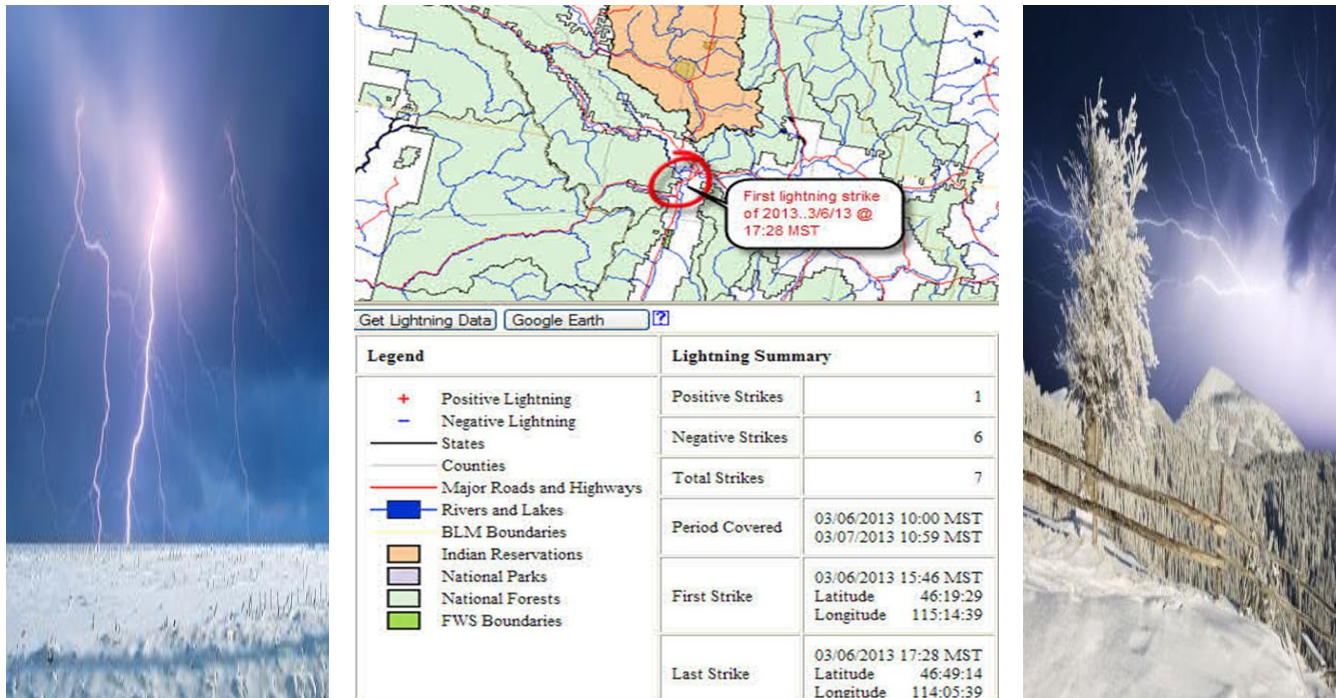 First lightning strike
of 2013..3/6/13 @
17:28 MST
Get Lightning Data Google Earth ?
Legend
Positive Lightning
Negative Lightning
States
Counties
Major Roads and Highways
Rivers and Lakes
BLM Boundaries
Indian Reservations
National Parks
National Forests
FWS Boundaries
Lightning Summary
Positive Strikes 1
Negative Strikes 6
Total Strikes 7
Period Covered 03/06/2013 10:00 MST
03/07/2013 10:59 MST
First Strike 03/06/2013 15:46 MST
Latitude 46:19:29
Longitude 115:14:39
Last Strike 03/06/2013 17:28 MST
Latitude 46:49:14
Longitude 114:05:39